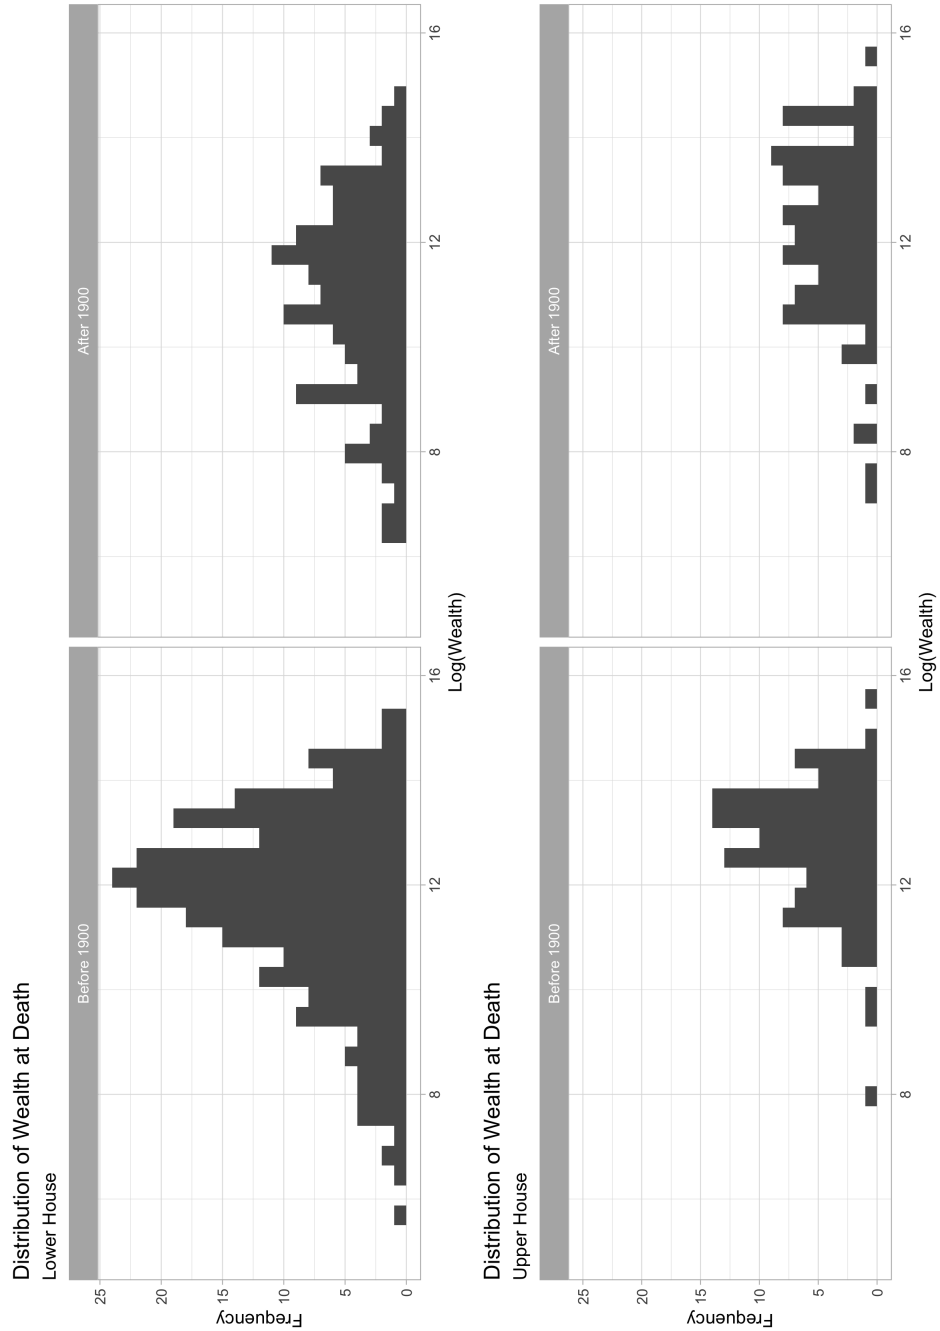 Distribution of Wealth at Death
Lower House
Before 1900
After 1900
Frequency
25
20
15
10
5
0
8
12
16
8
12
16
Log(Wealth)
Distribution of Wealth at Death
Upper House
Before 1900
After 1900
Frequency
25
20
15
10
5
0
8
12
16
8
12
16
Log(Wealth)